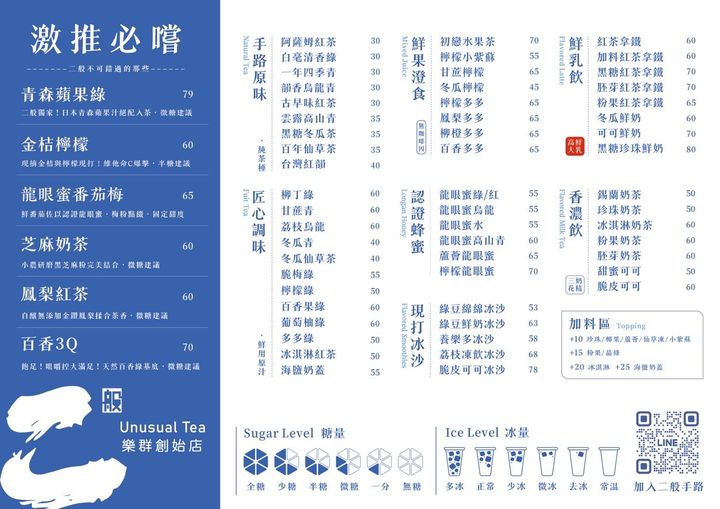 激推必嚐
二般不可錯過的那些
青森蘋果綠 79
二般獨家！日本青森蘋果汁絕配入茶，微糖建議
金桔檸檬 60
現摘金桔與檸檬現打！維他命C爆擊，半糖建議
龍眼蜜番茄梅 65
鮮番茄佐以認證龍眼蜜，梅粉點綴，固定甜度
芝麻奶茶 60
小農研磨黑芝麻粉完美結合，微糖建議
鳳梨紅茶 60
自釀無添加金鑽鳳梨揉合茶香，微糖建議
百香3Q 70
飽足！咀嚼控大滿足！天然百香綠基底，微糖建議
二般
Unusual Tea
樂群創始店
手路原味
Natural Tea
・純茶種
阿薩姆紅茶 30
白毫清香綠 30
一年四季青 30
韻香烏龍青 30
古早味紅茶 30
雲露高山青 35
黑糖冬瓜茶 35
百年仙草茶 35
台灣紅韻 40
鮮果澄食
Mixed Juice
無咖啡因
初戀水果茶 70
檸檬小紫蘇 55
甘蔗檸檬 65
冬瓜檸檬 45
檸檬多多 65
鳳梨多多 65
柳橙多多 65
百香多多 65
鮮乳飲
Flavored Latte
高大鮮乳
紅茶拿鐵 60
加料紅茶拿鐵 60
黑糖紅茶拿鐵 60
胚芽紅茶拿鐵 60
粉果紅茶拿鐵 65
冬瓜鮮奶 60
可可鮮奶 70
黑糖珍珠鮮奶 80
匠心調味
Fuit Tea
・鮮用原汁
柳丁綠 60
甘蔗青 60
荔枝烏龍 50
冬瓜青 40
冬瓜仙草茶 40
脆梅綠 55
檸檬綠 50
百香果綠 60
葡萄柚綠 60
多多綠 50
冰淇淋紅茶 50
海鹽奶蓋 55
認證蜂蜜
Longan Honey
龍眼蜜綠/紅 55
龍眼蜜烏龍 55
龍眼蜜水 55
龍眼蜜高山青 60
蘆薈龍眼蜜 65
檸檬龍眼蜜 70
現打冰沙
Flavored Smoothies
綠豆綿綿冰沙 53
綠豆鮮奶冰沙 63
養樂多冰沙 58
荔枝凍飲冰沙 68
脆皮可可冰沙 78
香濃飲
Flavored Milk Tea
三花奶精
錫蘭奶茶 50
珍珠奶茶 50
冰淇淋奶茶 60
粉果奶茶 60
胚芽奶茶 60
甜蜜可可 50
脆皮可可 60
加料區 Topping
+10 珍珠/椰果/蘆薈/仙草凍/小紫蘇
+15 粉果/晶條
+20 冰淇淋 +25 海鹽奶蓋
Sugar Level 糖量
全糖 少糖 半糖 微糖 一分 無糖
Ice Level 冰量
多冰 正常 少冰 微冰 去冰 常溫
LINE
加入二般手路